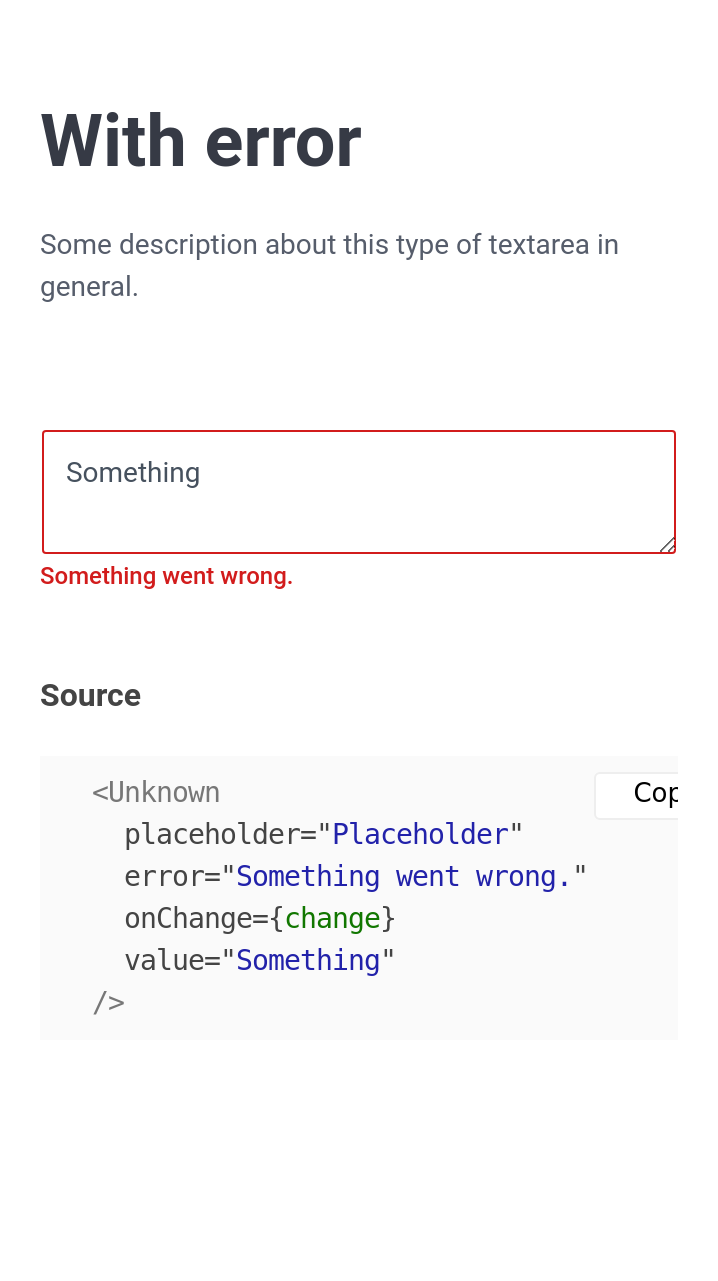 With error
Some description about this type of textarea in
general.
Something
Something went wrong.
Source
<Unknown
Cop
placeholder="Placeholder"
error="Something went wrong."
onChange={change}
value="Something"
/>